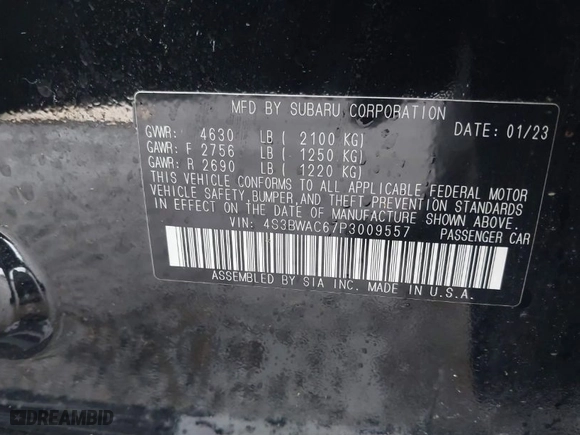 MFD BY SUBARU CORPORATION
GVWR: 4630 LB ( 2100 KG) DATE: 01/23
GAWR: F 2756 LB ( 1250 KG)
GAWR: R 2690 LB ( 1220 KG)
THIS VEHICLE CONFORMS TO ALL APPLICABLE FEDERAL MOTOR
VEHICLE SAFETY, BUMPER, AND THEFT PREVENTION STANDARDS
IN EFFECT ON THE DATE OF MANUFACTURE SHOWN ABOVE.
VIN: 4S3BWAC67P3009557 PASSENGER CAR
ASSEMBLED BY SIA INC. MADE IN U.S.A.
DREAMBID